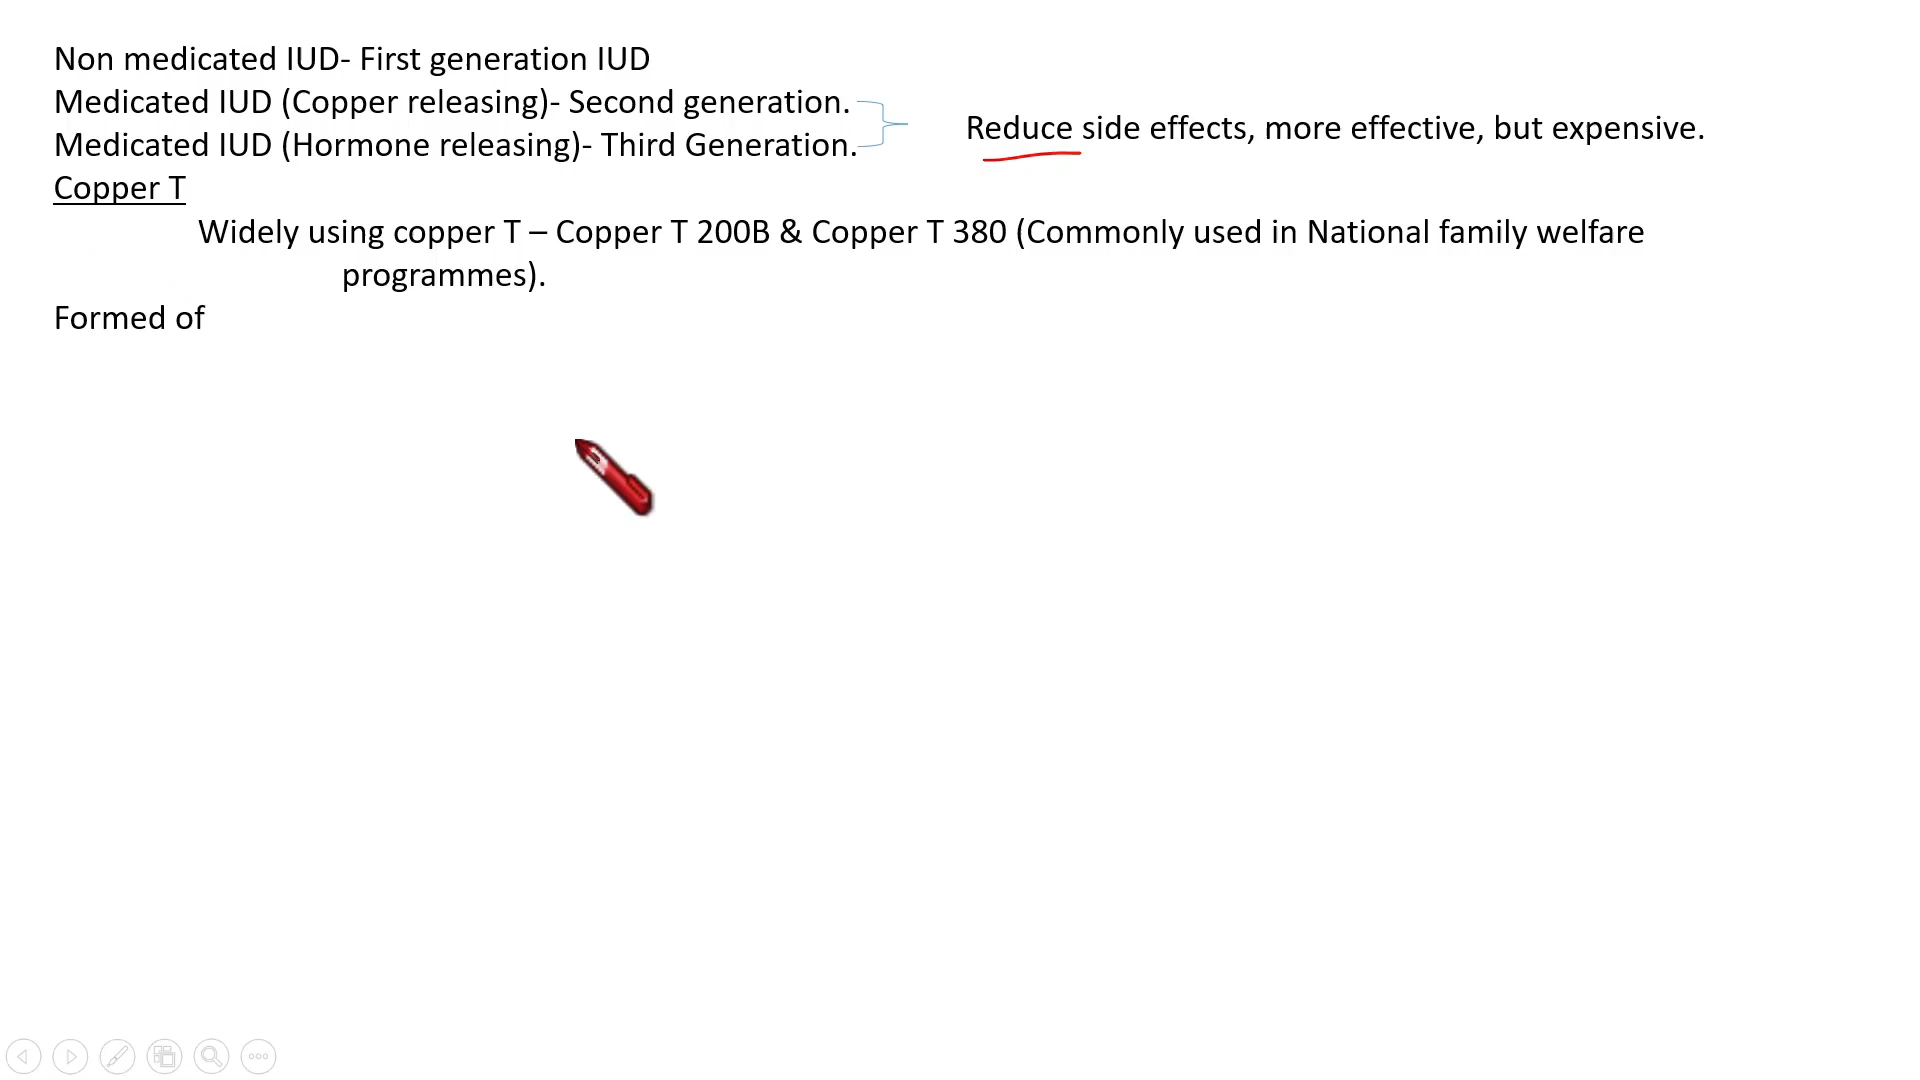 Non medicated IUD- First generation IUD
Medicated IUD (Copper releasing)- Second generation.
Medicated IUD (Hormone releasing)- Third Generation.
Reduce side effects, more effective, but expensive.
Copper T
Widely using copper T – Copper T 200B & Copper T 380 (Commonly used in National family welfare
programmes).
Formed of